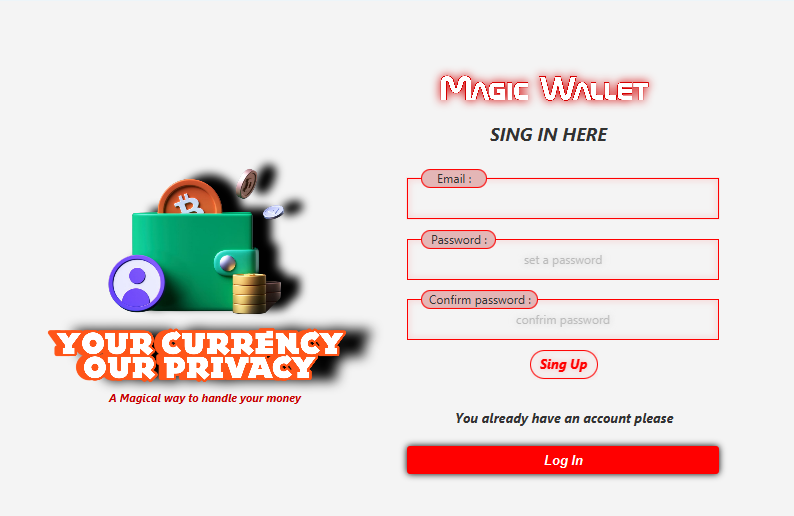 Magic Wallet
SING IN HERE
Email :
Password :
set a password
Confirm password :
confrim password
Sing Up
You already have an account please
Log In
YOUR CURRENCY
OUR PRIVACY
A Magical way to handle your money